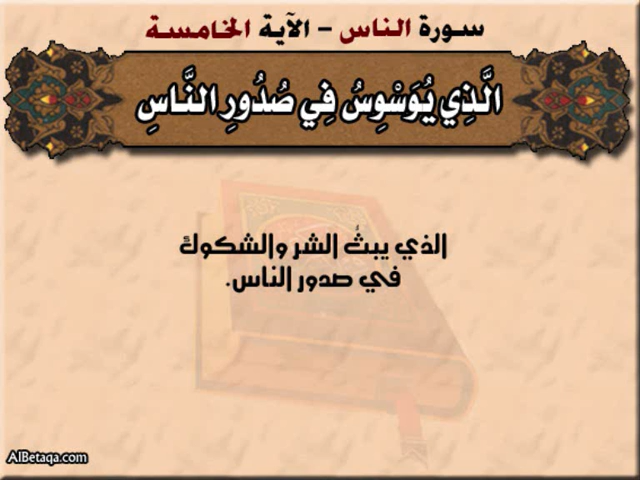 سورة الناس - الآية الخامسة
الَّذِي يُوَسْوِسُ فِي صُدُورِ النَّاسِ
الذي يبثُ الشر والشكوكَ
في صدور الناس.
AlBetaqa.com